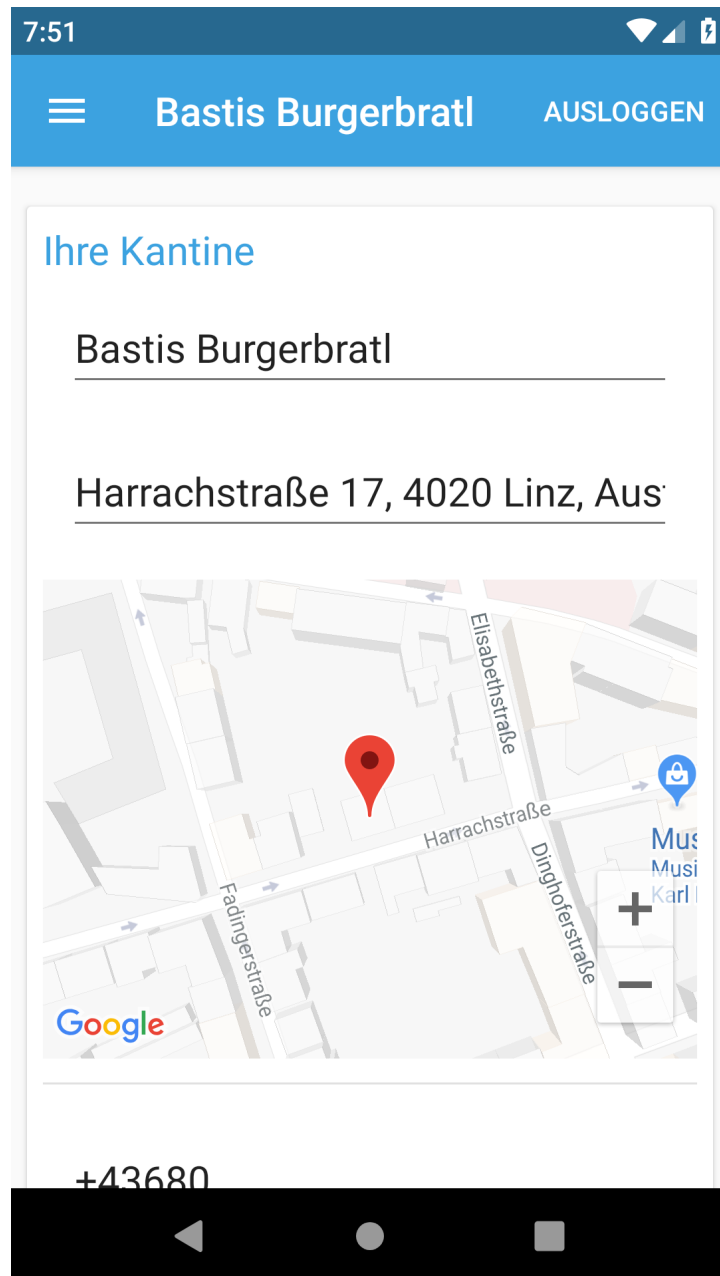 7:51
Bastis Burgerbratl
AUSLOGGEN
Ihre Kantine
Bastis Burgerbratl
Harrachstraße 17, 4020 Linz, Aus
Elisabethstraße
Harrachstraße
Mus
Musi
Karl
Dinghoferstraße
Fadingerstraße
+
−
Google
+43680